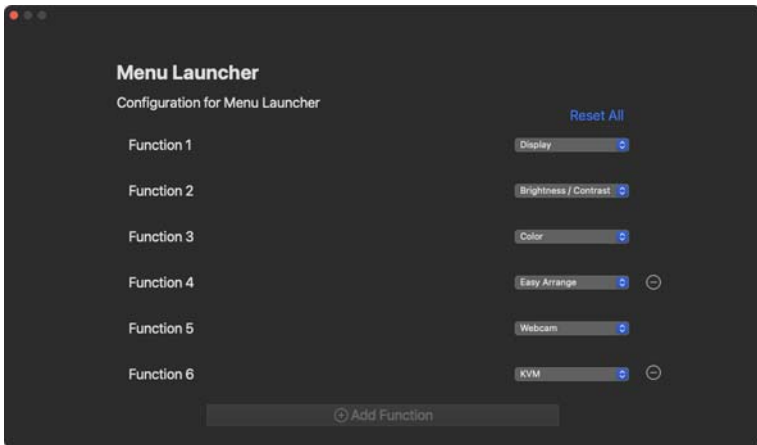 Menu Launcher
Configuration for Menu Launcher
Reset All
Function 1 Display
Function 2 Brightness / Contrast
Function 3 Color
Function 4 Easy Arrange
Function 5 Webcam
Function 6 KVM
Add Function